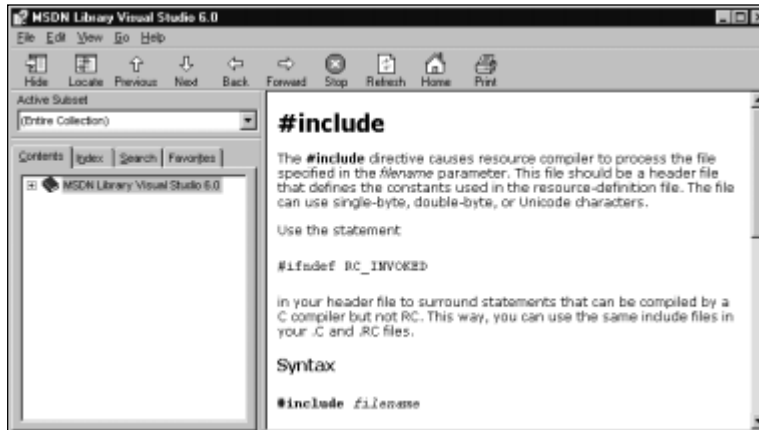 MSDN Library Visual Studio 6.0
File Edit View Go Help
Hide Locate Previous Next Back Forward Stop Refresh Home Print
Active Subset
(Entire Collection)
Contents Index Search Favorites
MSDN Library Visual Studio 6.0
#include
The #include directive causes resource compiler to process the file
specified in the filename parameter. This file should be a header file
that defines the constants used in the resource-definition file. The file
can use single-byte, double-byte, or Unicode characters.
Use the statement
#ifndef RC_INVOKED
in your header file to surround statements that can be compiled by a
C compiler but not RC. This way, you can use the same include files in
your .C and .RC files.
Syntax
#include filename